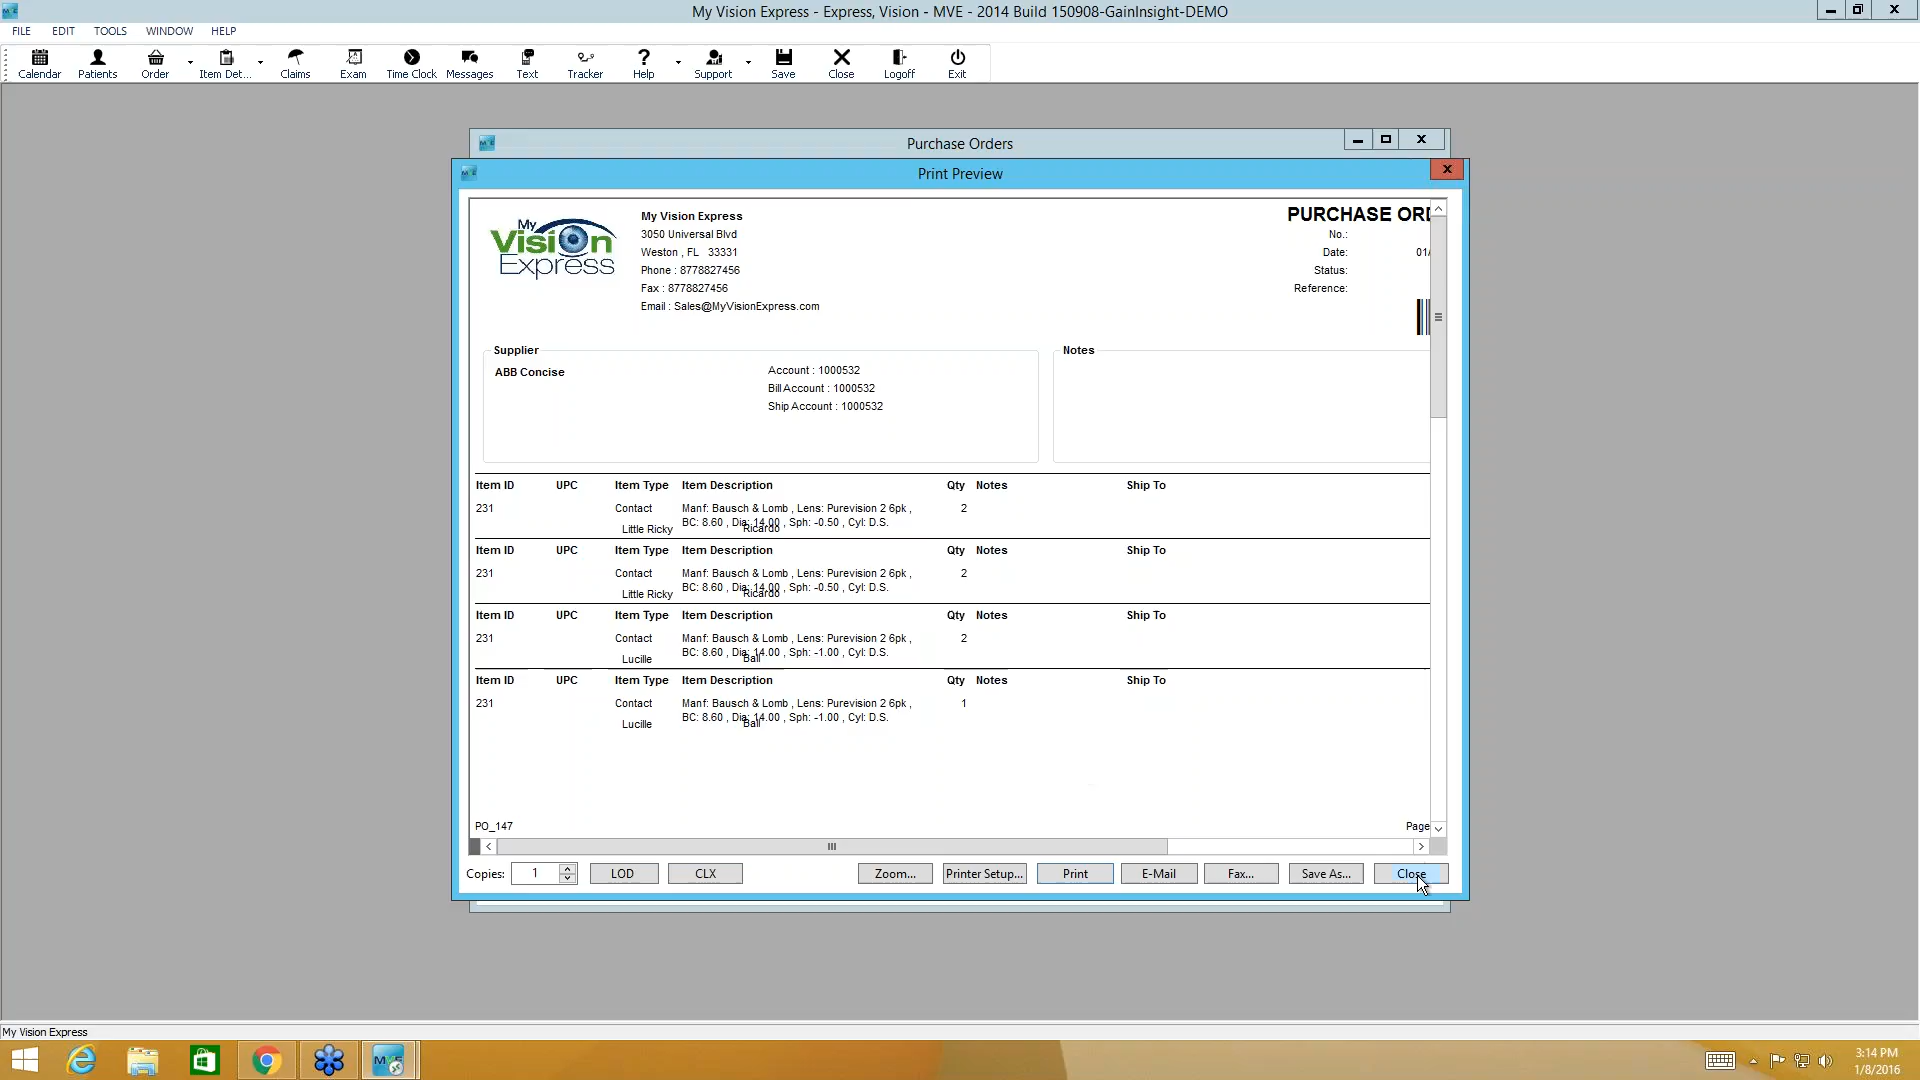 My Vision Express - Express, Vision - MVE - 2014 Build 150908-GainInsight-DEMO
FILE EDIT TOOLS WINDOW HELP
Calendar Patients Order Item Det... Claims Exam Time Clock Messages Text Tracker Help Support Save Close Logoff Exit
Purchase Orders
Print Preview
My Vision Express
My Vision Express
3050 Universal Blvd
Weston , FL 33331
Phone : 8778827456
Fax : 8778827456
Email : Sales@MyVisionExpress.com
PURCHASE ORD
No.:
Date: 01/
Status:
Reference:
Supplier
ABB Concise
Account : 1000532
Bill Account : 1000532
Ship Account : 1000532
Notes
Item ID UPC Item Type Item Description Qty Notes Ship To
231 Contact Manf: Bausch & Lomb , Lens: Purevision 2 6pk , 2
BC: 8.60 , Dia: 14.00 , Sph: -0.50 , Cyl: D.S.
Little Ricky Ricardo
Item ID UPC Item Type Item Description Qty Notes Ship To
231 Contact Manf: Bausch & Lomb , Lens: Purevision 2 6pk , 2
BC: 8.60 , Dia: 14.00 , Sph: -0.50 , Cyl: D.S.
Little Ricky Ricardo
Item ID UPC Item Type Item Description Qty Notes Ship To
231 Contact Manf: Bausch & Lomb , Lens: Purevision 2 6pk , 2
BC: 8.60 , Dia: 14.00 , Sph: -1.00 , Cyl: D.S.
Lucille Ball
Item ID UPC Item Type Item Description Qty Notes Ship To
231 Contact Manf: Bausch & Lomb , Lens: Purevision 2 6pk , 1
BC: 8.60 , Dia: 14.00 , Sph: -1.00 , Cyl: D.S.
Lucille Ball
PO_147 Page
Copies: 1 LOD CLX Zoom... Printer Setup... Print E-Mail Fax... Save As... Close
My Vision Express
3:14 PM
1/8/2016